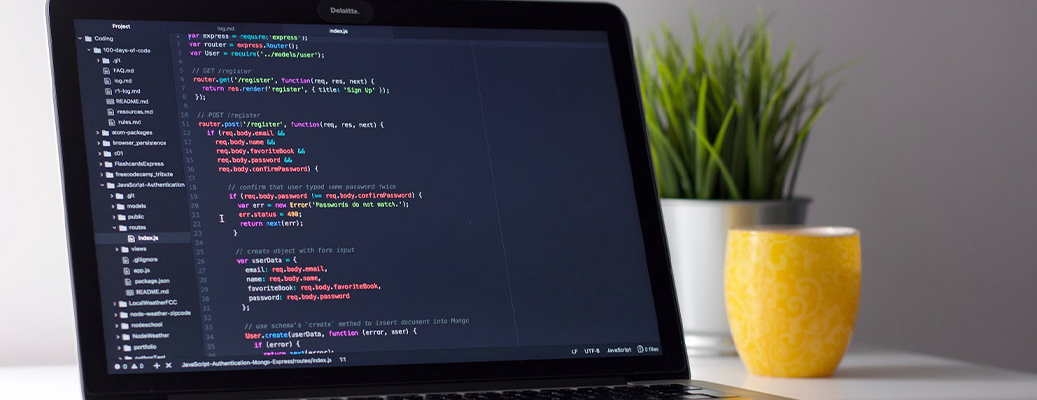 Deloitte.
Project
Coding
100-days-of-code
.git
FAQ.md
log.md
r1-log.md
README.md
resources.md
rules.md
atom-packages
browser_persistence
c01
FlashcardsExpress
freecodecamp_tribute
JavaScript-Authentication
.git
models
public
routes
index.js
views
.gitignore
app.js
package.json
README.md
LocalWeatherFCC
node-weather-zipcode
nodeschool
NodeWeather
portfolio
pythonTest
log.md
index.js
1 var express = require('express');
2 var router = express.Router();
3 var User = require('../models/user');
4
5 // GET /register
6 router.get('/register', function(req, res, next) {
7 return res.render('register', { title: 'Sign Up' });
8 });
9
10 // POST /register
11 router.post('/register', function(req, res, next) {
12 if (req.body.email &&
13 req.body.name &&
14 req.body.favoriteBook &&
15 req.body.password &&
16 req.body.confirmPassword) {
17
18 // confirm that user typed same password twice
19 if (req.body.password !== req.body.confirmPassword) {
20 var err = new Error('Passwords do not match.');
21 err.status = 400;
22 return next(err);
23 }
24
25 // create object with form input
26 var userData = {
27 email: req.body.email,
28 name: req.body.name,
29 favoriteBook: req.body.favoriteBook,
30 password: req.body.password
31 };
32
33 // use schema's `create` method to insert document into Mongo
34 User.create(userData, function (error, user) {
35 if (error) {
return next(error);
0 0 + × JavaScript-Authentication-Mongo-Express/routes/index.js 1:1
LF UTF-8 JavaScript 0 files